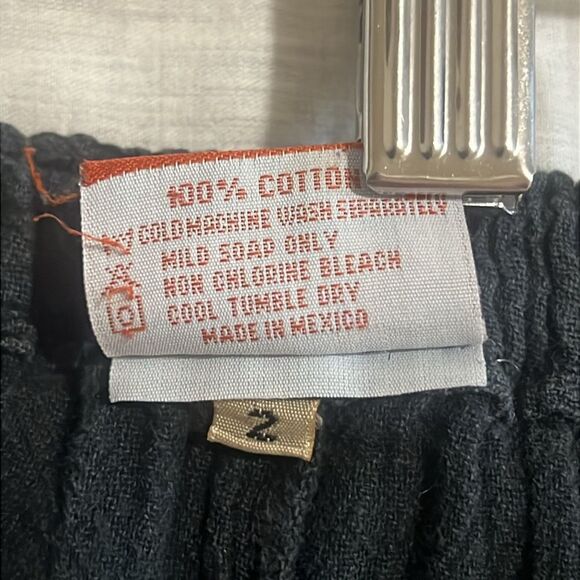 100% COTTON
COLD MACHINE WASH SEPARATELY
MILD SOAP ONLY
NON CHLORINE BLEACH
COOL TUMBLE DRY
MADE IN MEXICO
2